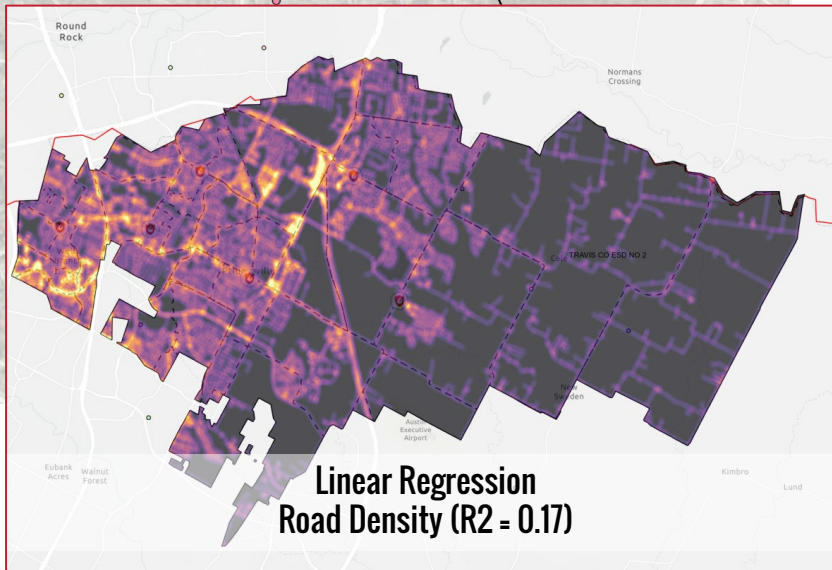 Round
Rock
Normans
Crossing
TRAVIS CO ESD NO 2
New
Sweden
Austin
Executive
Airport
Eubank
Acres
Walnut
Forest
Kimbro
Lund
Linear Regression
Road Density (R2 = 0.17)